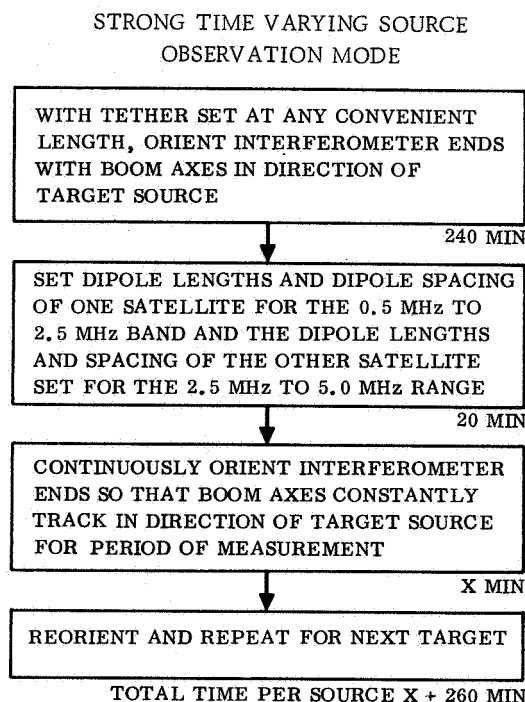 STRONG TIME VARYING SOURCE
OBSERVATION MODE
WITH TETHER SET AT ANY CONVENIENT
LENGTH, ORIENT INTERFEROMETER ENDS
WITH BOOM AXES IN DIRECTION OF
TARGET SOURCE
240 MIN
SET DIPOLE LENGTHS AND DIPOLE SPACING
OF ONE SATELLITE FOR THE 0.5 MHz TO
2.5 MHz BAND AND THE DIPOLE LENGTHS
AND SPACING OF THE OTHER SATELLITE
SET FOR THE 2.5 MHz TO 5.0 MHz RANGE
20 MIN
CONTINUOUSLY ORIENT INTERFEROMETER
ENDS SO THAT BOOM AXES CONSTANTLY
TRACK IN DIRECTION OF TARGET SOURCE
FOR PERIOD OF MEASUREMENT
X MIN
REORIENT AND REPEAT FOR NEXT TARGET
TOTAL TIME PER SOURCE X + 260 MIN